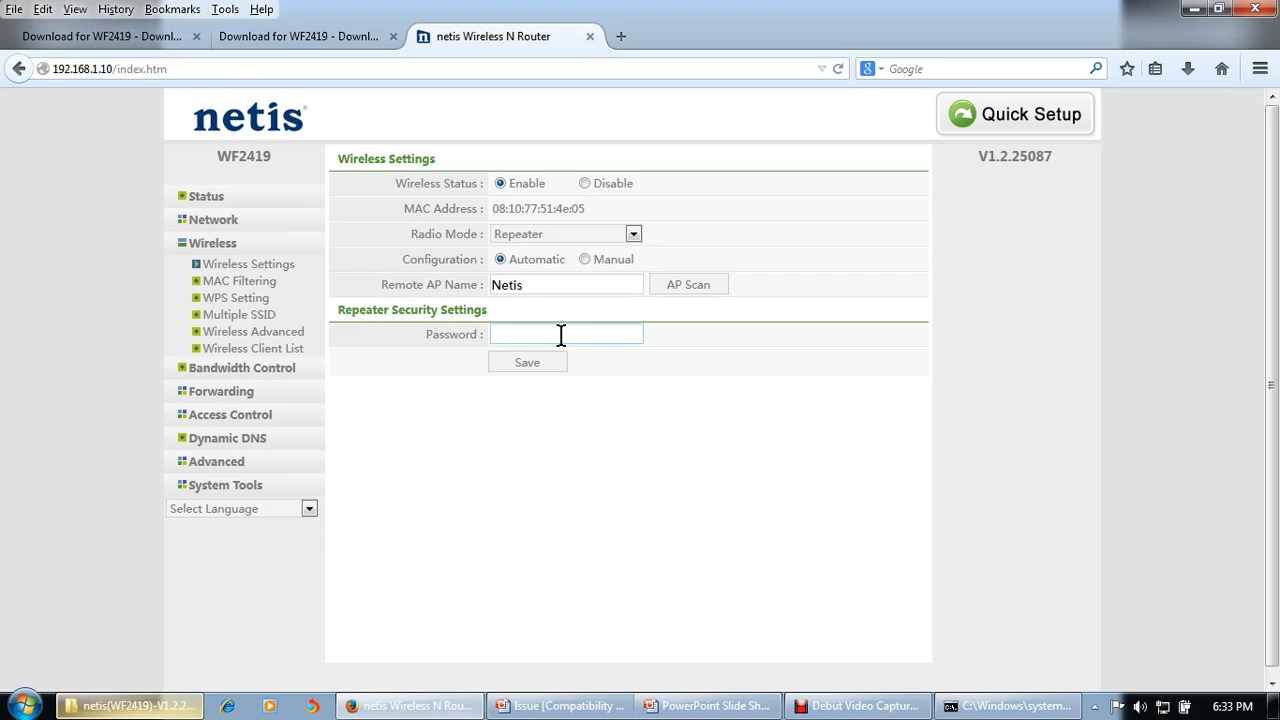 File Edit View History Bookmarks Tools Help
Download for WF2419 - Downl...
Download for WF2419 - Downl...
netis Wireless N Router
192.168.1.10/index.htm
Google
netis
Quick Setup
WF2419
V1.2.25087
Status
Network
Wireless
Wireless Settings
MAC Filtering
WPS Setting
Multiple SSID
Wireless Advanced
Wireless Client List
Bandwidth Control
Forwarding
Access Control
Dynamic DNS
Advanced
System Tools
Select Language
Wireless Settings
Wireless Status : Enable Disable
MAC Address : 08:10:77:51:4e:05
Radio Mode : Repeater
Configuration : Automatic Manual
Remote AP Name : Netis AP Scan
Repeater Security Settings
Password :
Save
netis(WF2419)-V1.2.2...
netis Wireless N Rou...
Issue [Compatibility ...
PowerPoint Slide Sh...
Debut Video Captur...
C:\Windows\system...
6:33 PM